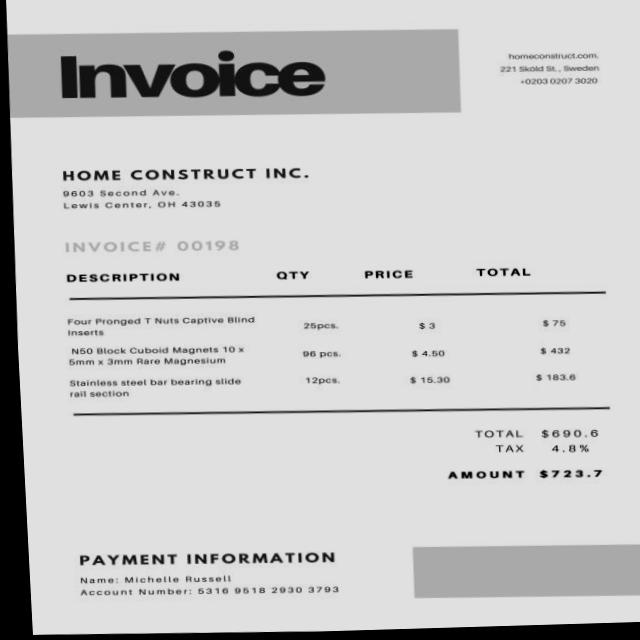 Invoice
homeconstruct.com.
221 Sköld St., Sweden
+0203 0207 3020
HOME CONSTRUCT INC.
9603 Second Ave.
Lewis Center, OH 43035
INVOICE# 00198
DESCRIPTION QTY PRICE TOTAL
Four Pronged T Nuts Captive Blind
Inserts
25pcs. $ 3 $ 75
N50 Block Cuboid Magnets 10 x
5mm x 3mm Rare Magnesium
96 pcs. $ 4.50 $ 432
Stainless steel bar bearing slide
rail section
12pcs. $ 15.30 $ 183.6
TOTAL $690.6
TAX 4.8%
AMOUNT $723.7
PAYMENT INFORMATION
Name: Michelle Russell
Account Number: 5316 9518 2930 3793